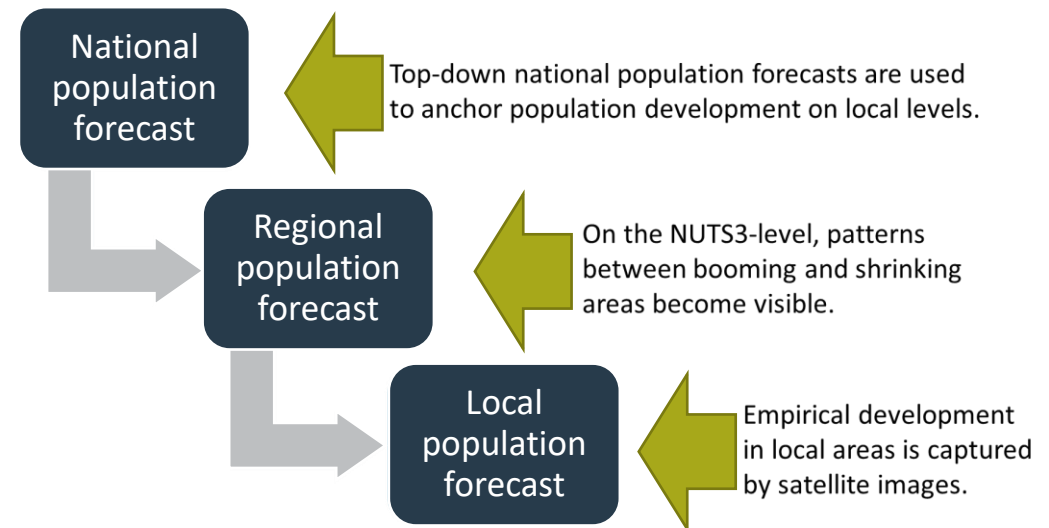 National
population
forecast
Top-down national population forecasts are used
to anchor population development on local levels.
Regional
population
forecast
On the NUTS3-level, patterns
between booming and shrinking
areas become visible.
Local
population
forecast
Empirical development
in local areas is captured
by satellite images.